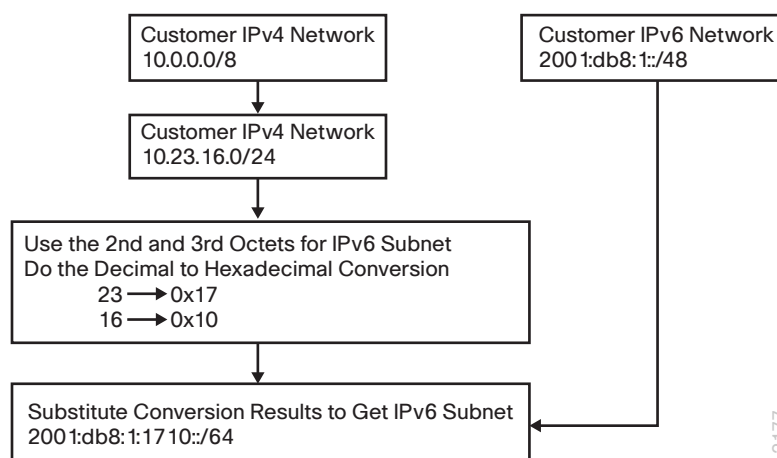 Customer IPv4 Network
10.0.0.0/8
Customer IPv6 Network
2001:db8:1::/48
Customer IPv4 Network
10.23.16.0/24
Use the 2nd and 3rd Octets for IPv6 Subnet
Do the Decimal to Hexadecimal Conversion
23 → 0x17
16 → 0x10
Substitute Conversion Results to Get IPv6 Subnet
2001:db8:1:1710::/64